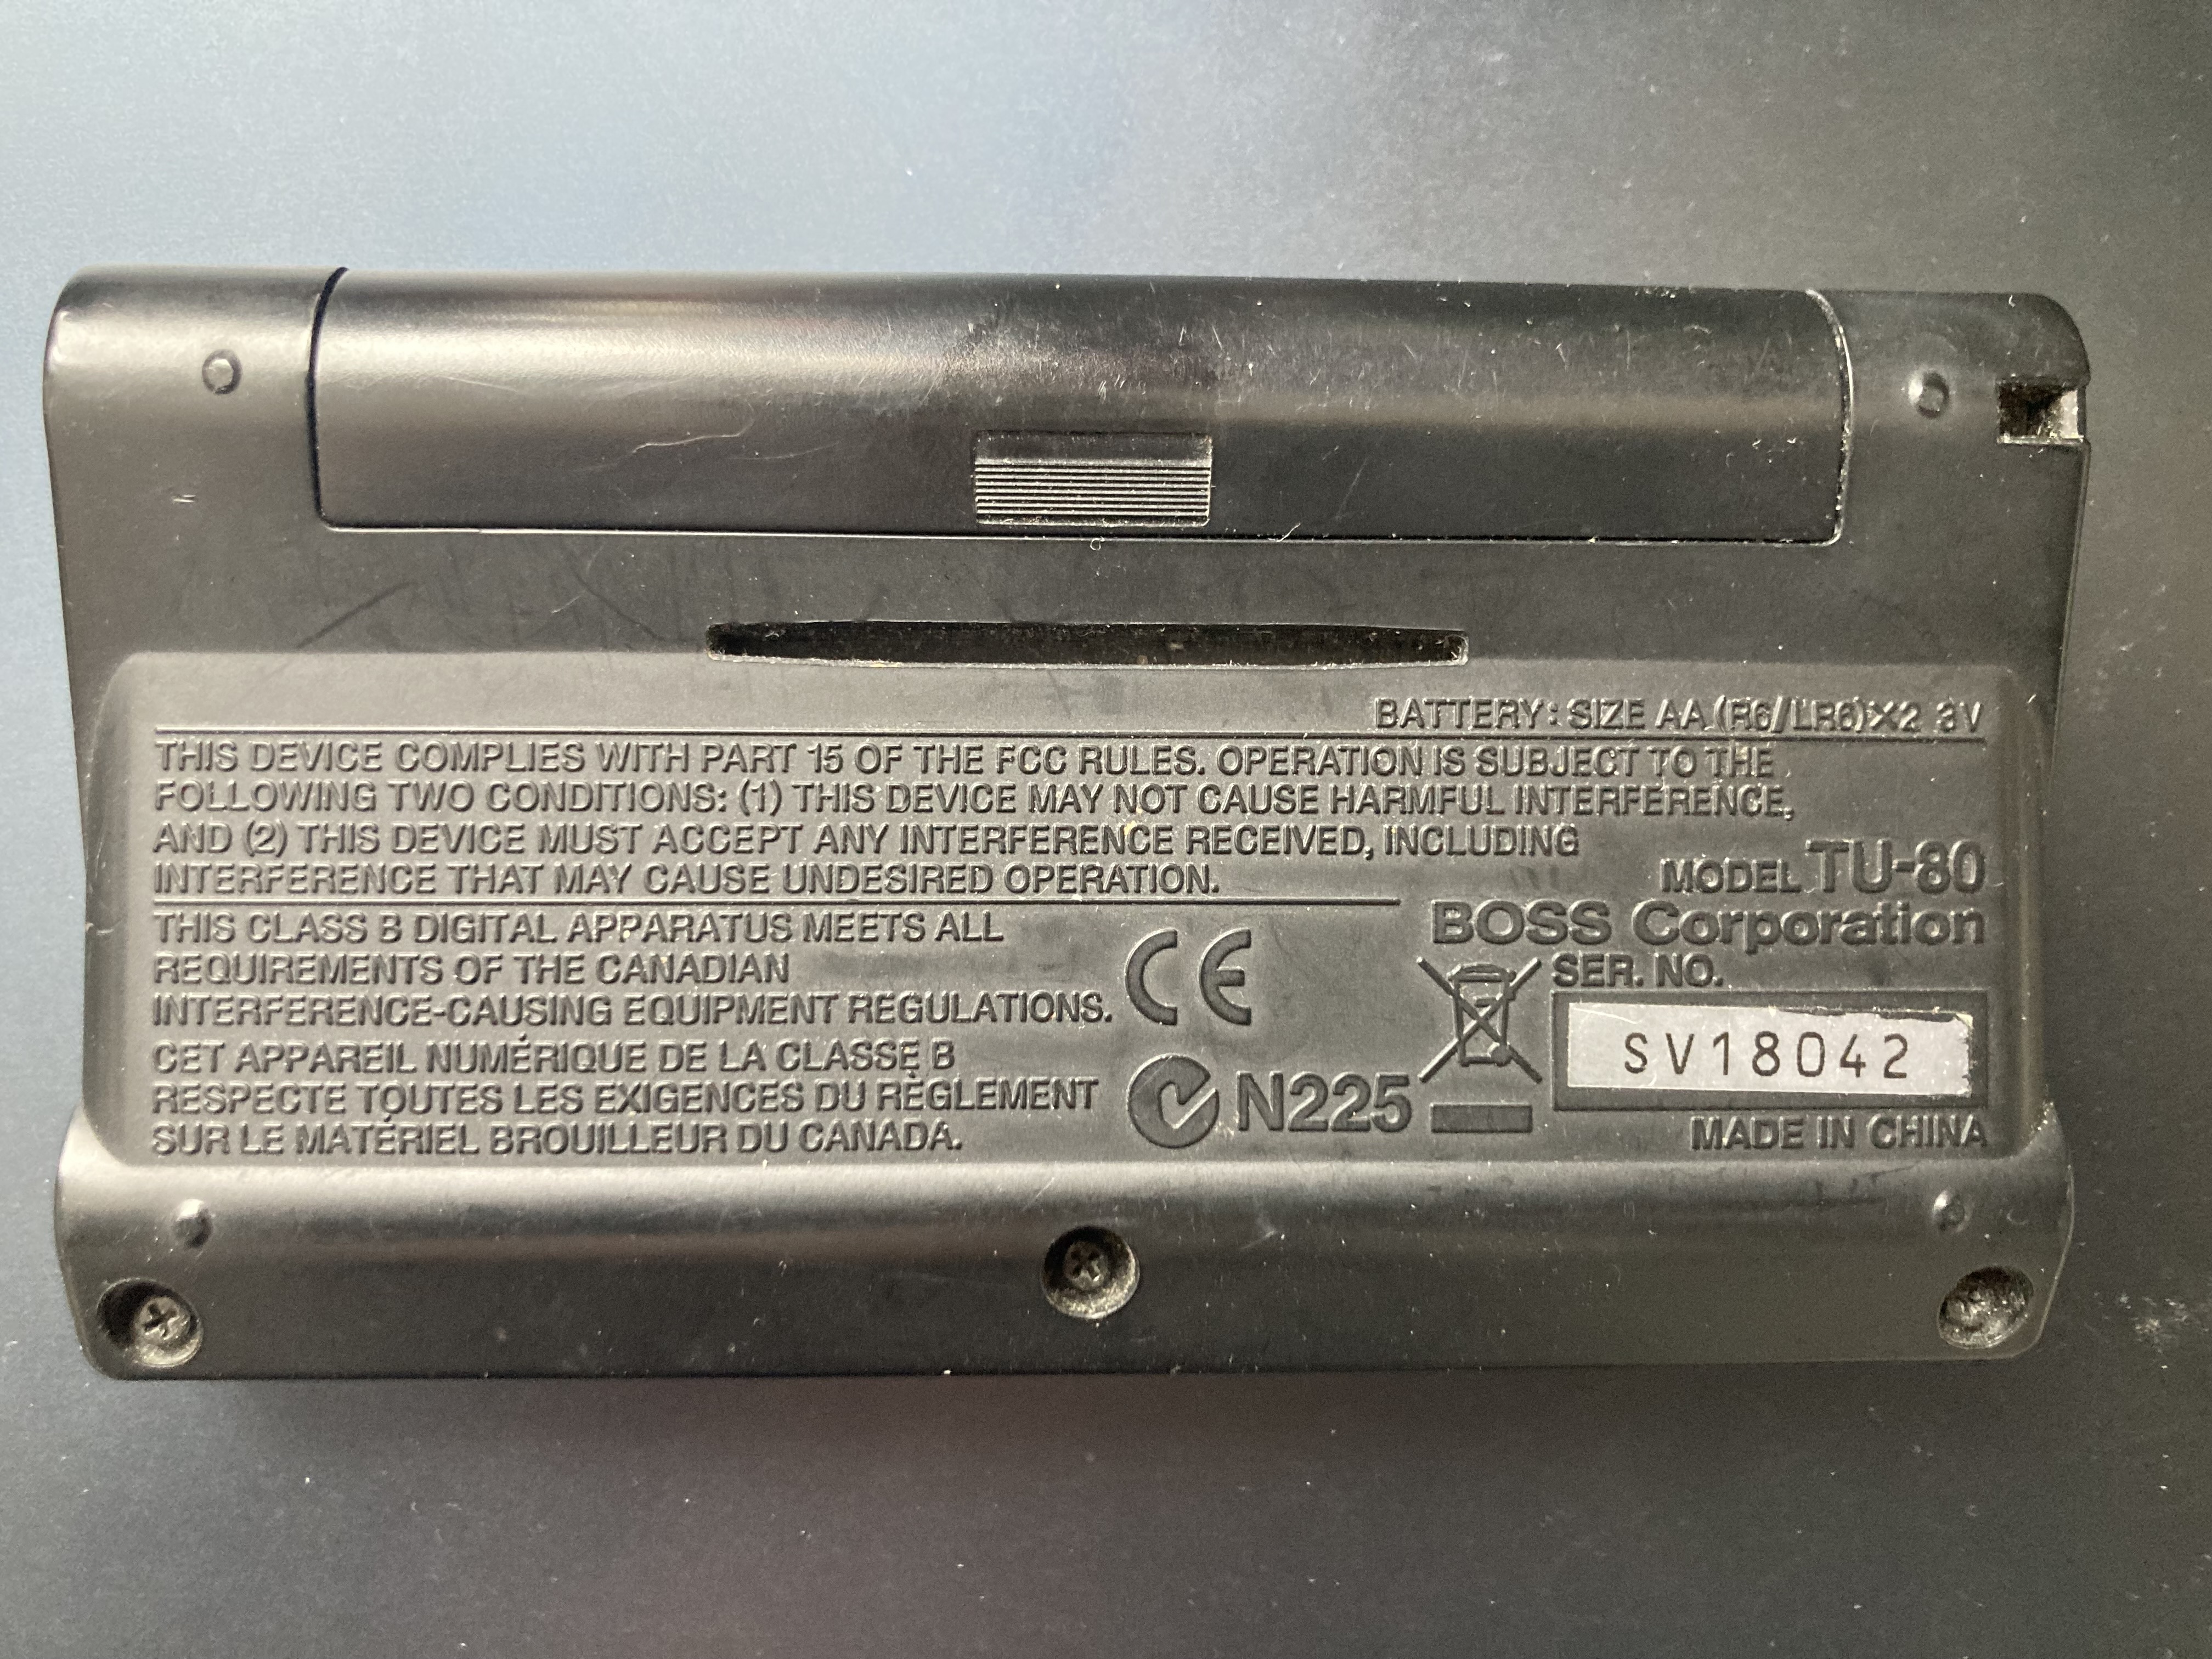 BATTERY: SIZE AA (R6/LR6)X2 3V
THIS DEVICE COMPLIES WITH PART 15 OF THE FCC RULES. OPERATION IS SUBJECT TO THE
FOLLOWING TWO CONDITIONS: (1) THIS DEVICE MAY NOT CAUSE HARMFUL INTERFERENCE,
AND (2) THIS DEVICE MUST ACCEPT ANY INTERFERENCE RECEIVED, INCLUDING
INTERFERENCE THAT MAY CAUSE UNDESIRED OPERATION.
MODEL TU-80
BOSS Corporation
THIS CLASS B DIGITAL APPARATUS MEETS ALL
REQUIREMENTS OF THE CANADIAN
INTERFERENCE-CAUSING EQUIPMENT REGULATIONS.
CET APPAREIL NUMÉRIQUE DE LA CLASSE B
RESPECTE TOUTES LES EXIGENCES DU RÈGLEMENT
SUR LE MATÉRIEL BROUILLEUR DU CANADA.
CE
N225
SER. NO.
SV18042
MADE IN CHINA